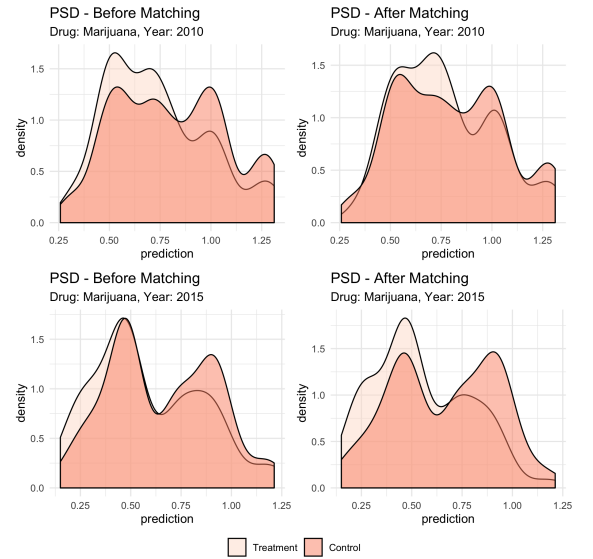 PSD - Before Matching
Drug: Marijuana, Year: 2010
1.5
1.0
0.5
0.0
density
0.25 0.50 0.75 1.00 1.25
prediction
PSD - After Matching
Drug: Marijuana, Year: 2010
1.5
1.0
0.5
0.0
density
0.25 0.50 0.75 1.00 1.25
prediction
PSD - Before Matching
Drug: Marijuana, Year: 2015
1.5
1.0
0.5
0.0
density
0.25 0.50 0.75 1.00 1.25
prediction
PSD - After Matching
Drug: Marijuana, Year: 2015
1.5
1.0
0.5
0.0
density
0.25 0.50 0.75 1.00 1.25
prediction
Treatment Control